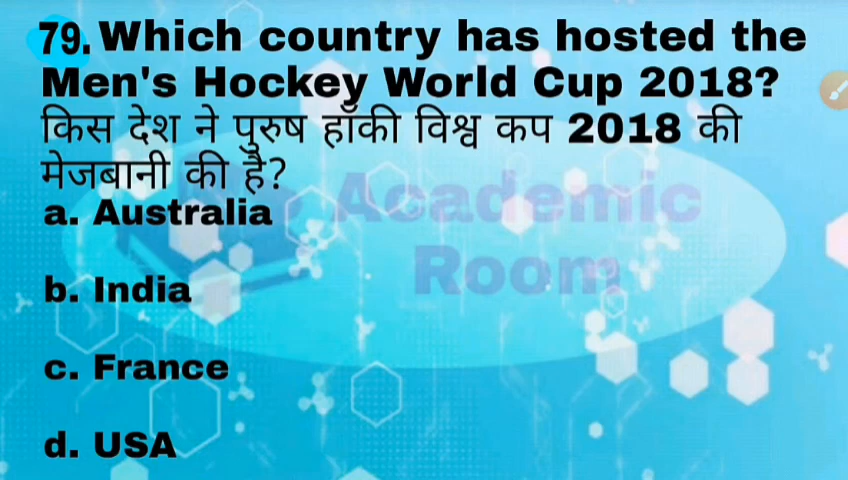 79. Which country has hosted the
Men's Hockey World Cup 2018?
किस देश ने पुरुष हॉकी विश्व कप 2018 की
मेजबानी की है?
a. Australia
Academic
Room
b. India
c. France
d. USA